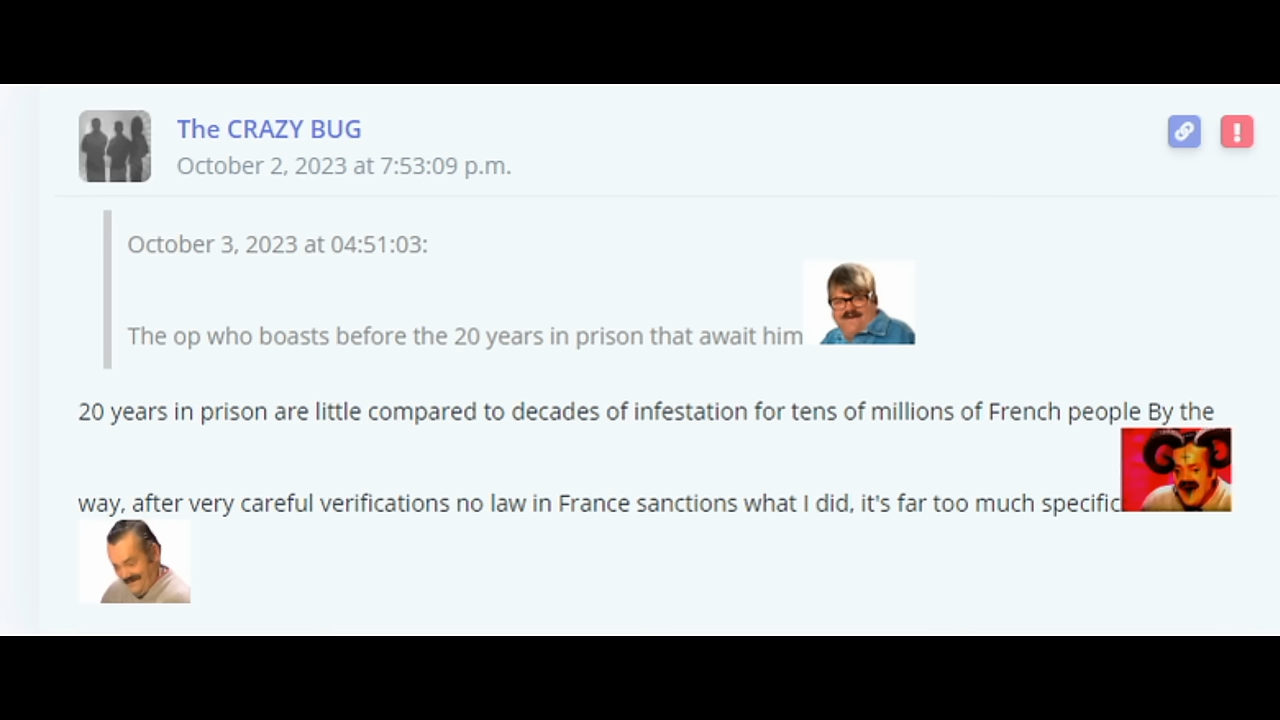 The CRAZY BUG
October 2, 2023 at 7:53:09 p.m.
October 3, 2023 at 04:51:03:
The op who boasts before the 20 years in prison that await him
20 years in prison are little compared to decades of infestation for tens of millions of French people By the
way, after very careful verifications no law in France sanctions what I did, it's far too much specific